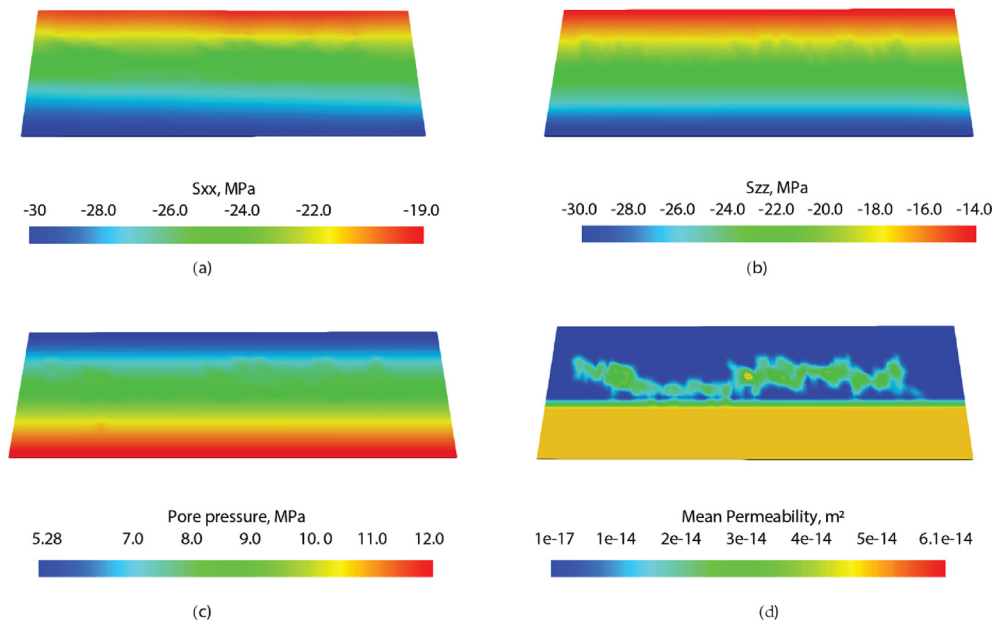 Sxx, MPa
-30 -28.0 -26.0 -24.0 -22.0 -19.0
(a)
Szz, MPa
-30.0 -28.0 -26.0 -24.0 -22.0 -20.0 -18.0 -16.0 -14.0
(b)
Pore pressure, MPa
5.28 7.0 8.0 9.0 10. 0 11.0 12.0
(c)
Mean Permeability, m²
1e-17 1e-14 2e-14 3e-14 4e-14 5e-14 6.1e-14
(d)